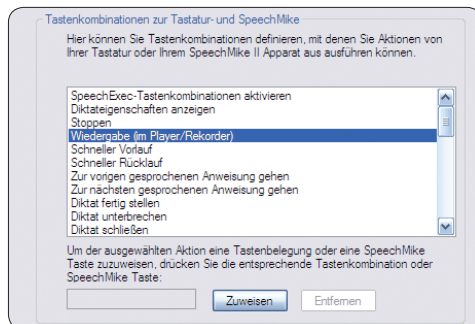 Tastenkombinationen zur Tastatur- und SpeechMike
Hier können Sie Tastenkombinationen definieren, mit denen Sie Aktionen von
Ihrer Tastatur oder Ihrem SpeechMike II Apparat aus ausführen können.
SpeechExec-Tastenkombinationen aktivieren
Diktateigenschaften anzeigen
Stoppen
Wiedergabe (im Player/Rekorder)
Schneller Vorlauf
Schneller Rücklauf
Zur vorigen gesprochenen Anweisung gehen
Zur nächsten gesprochenen Anweisung gehen
Diktat fertig stellen
Diktat unterbrechen
Diktat schließen
Um der ausgewählten Aktion eine Tastenbelegung oder eine SpeechMike
Taste zuzuweisen, drücken Sie die entsprechende Tastenkombination oder
SpeechMike Taste:
Zuweisen Entfernen